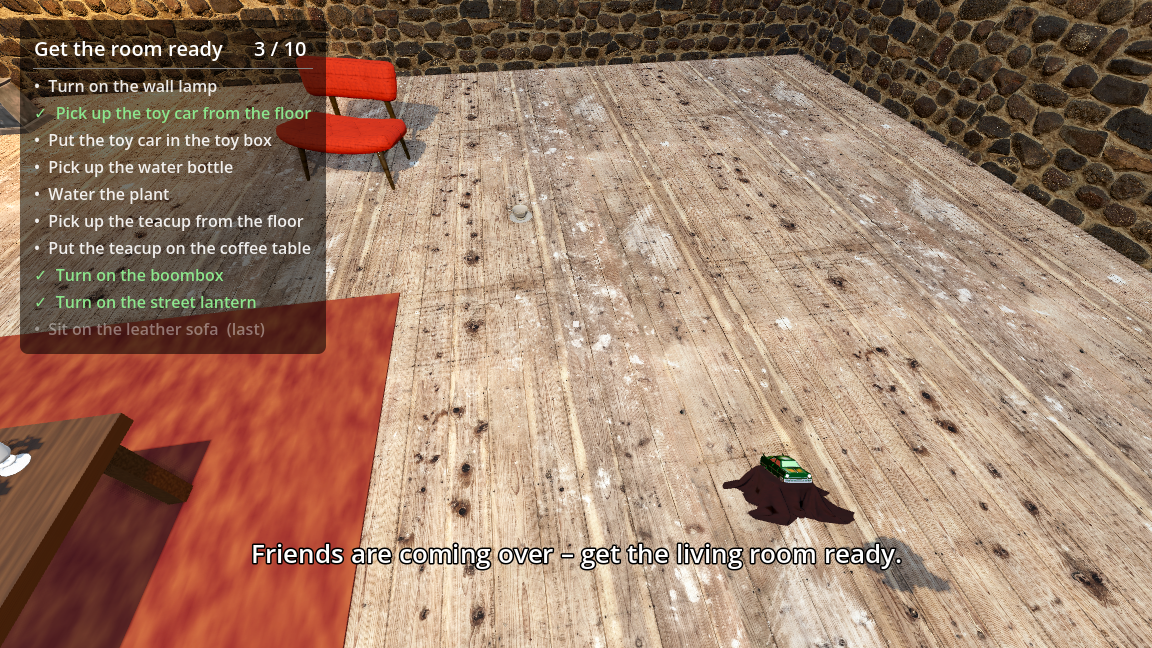 Get the room ready 3 / 10
• Turn on the wall lamp
✓ Pick up the toy car from the floor
• Put the toy car in the toy box
• Pick up the water bottle
• Water the plant
• Pick up the teacup from the floor
• Put the teacup on the coffee table
✓ Turn on the boombox
✓ Turn on the street lantern
• Sit on the leather sofa (last)
Friends are coming over – get the living room ready.